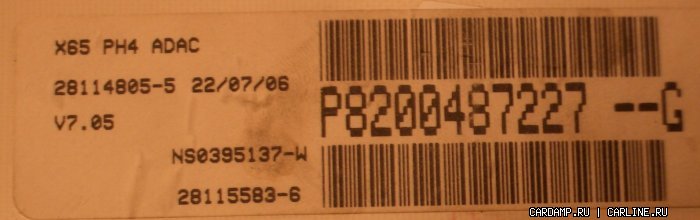 X65 PH4 ADAC
28114805-5 22/07/06
V7.05
P8200487227 --G
NS0395137-W
28115583-6
CARDAMP.RU | CARLINE.RU